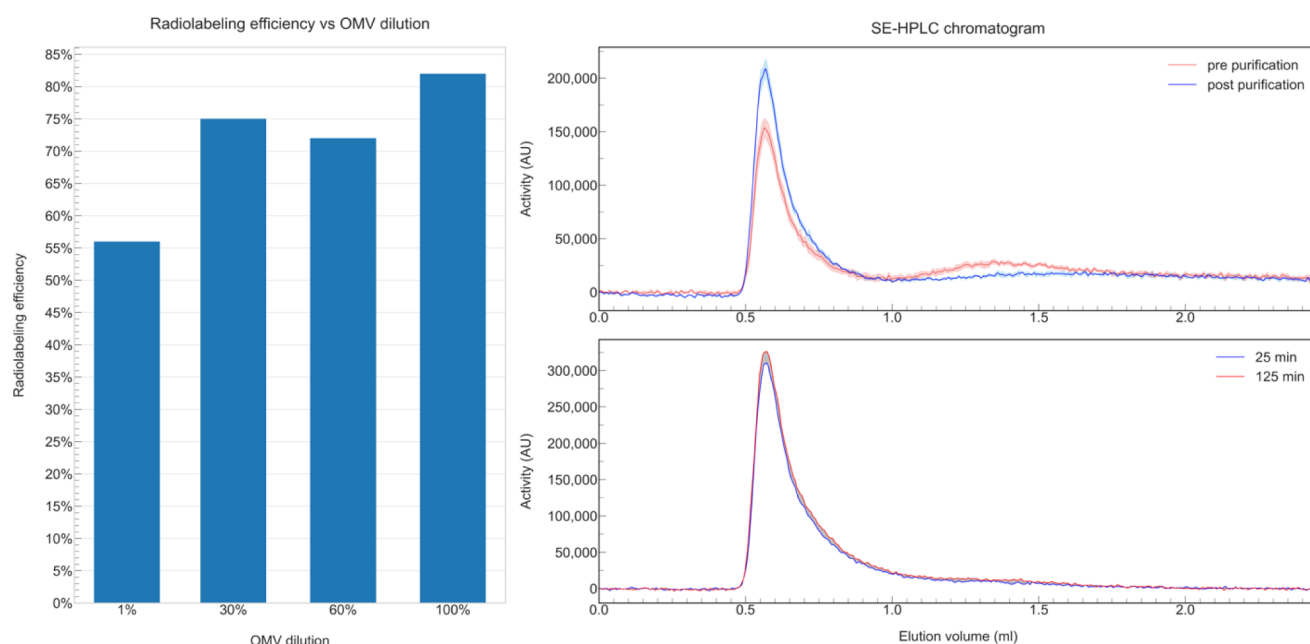 Radiolabeling efficiency vs OMV dilution
85%
80%
75%
70%
65%
60%
55%
50%
45%
40%
35%
30%
25%
20%
15%
10%
5%
0%
Radiolabeling efficiency
1% 30% 60% 100%
OMV dilution
SE-HPLC chromatogram
pre purification
post purification
200,000
150,000
100,000
50,000
0
Activity (AU)
0.0 0.5 1.0 1.5 2.0
25 min
125 min
300,000
250,000
200,000
150,000
100,000
50,000
0
Activity (AU)
0.0 0.5 1.0 1.5 2.0
Elution volume (ml)